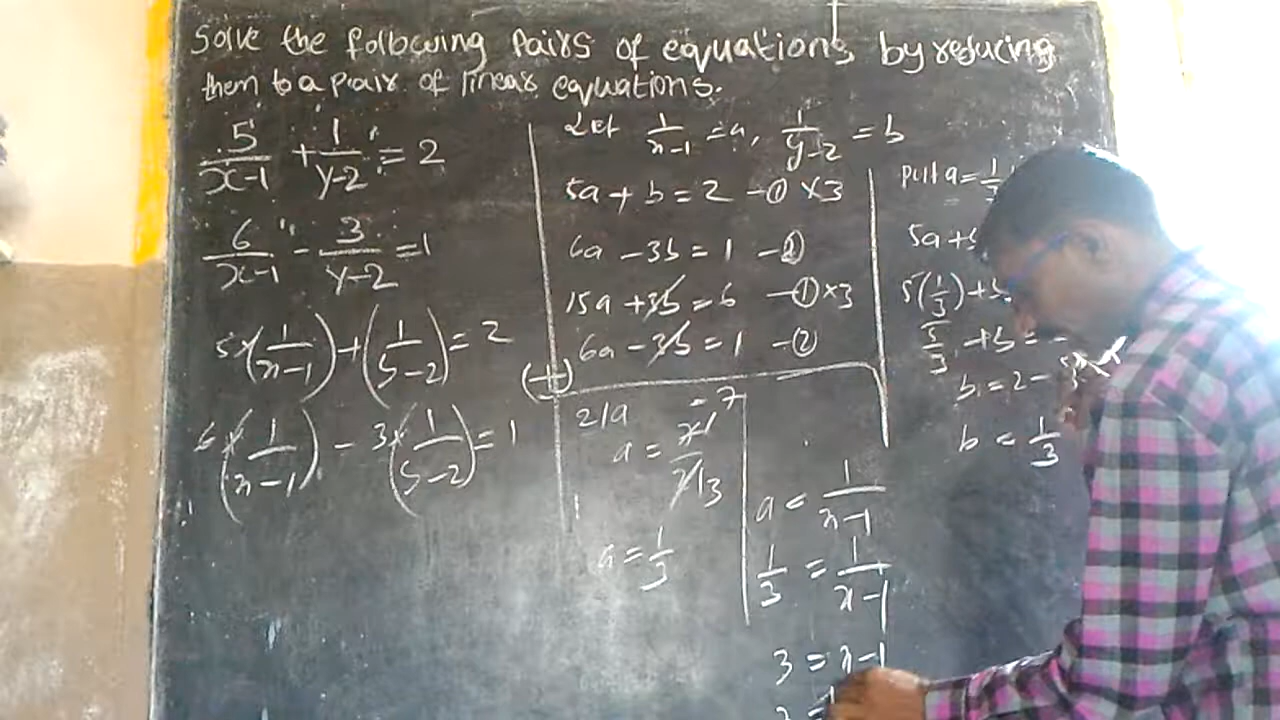 Solve the following pairs of equations by reducing
them to a pair of linear equations.
5/(x-1) + 1/(y-2) = 2
6/(x-1) - 3/(y-2) = 1
5×(1/(x-1)) + (1/(y-2)) = 2
6×(1/(x-1)) - 3×(1/(y-2)) = 1
Let 1/(x-1) = a, 1/(y-2) = b
5a + b = 2 - ① ×3
6a - 3b = 1 - ②
15a + 3b = 6 - ①×3
6a - 3b = 1 - ②
(+)
21a = 7
a = 7 1/21 3
a = 1/3
a = 1/(x-1)
1/3 = 1/(x-1)
3 = x-1
put a = 1/3
5a + b
5(1/3) + b
5/3 + b =
b = 2 - 5/3
b = 1/3